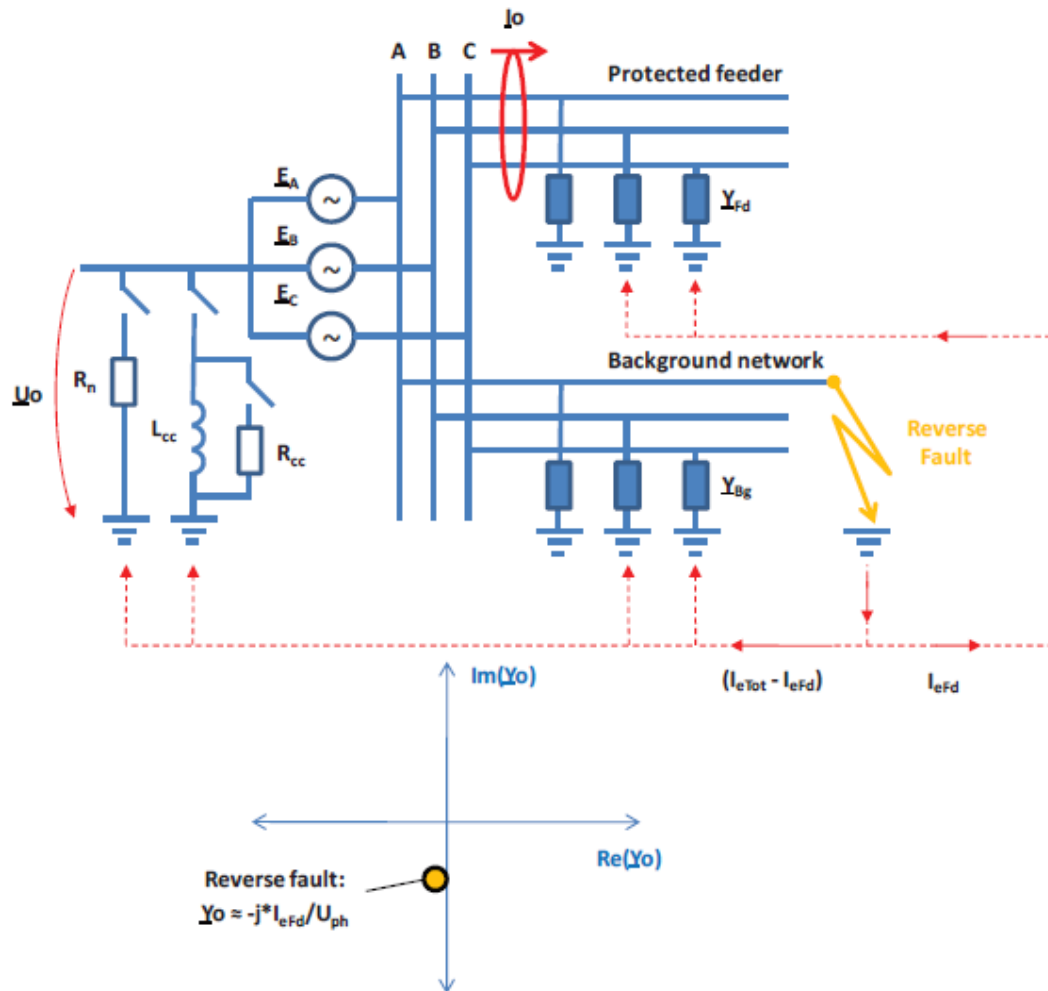 Io
A B C
Protected feeder
EA
~
YFd
EB
~
EC
~
Background network
Rn
Uo
Lcc
Rcc
Reverse
Fault
YBg
Im(Yo)
(IeTot - IeFd)
IeFd
Re(Yo)
Reverse fault:
Yo ≈ -j*IeFd/Uph